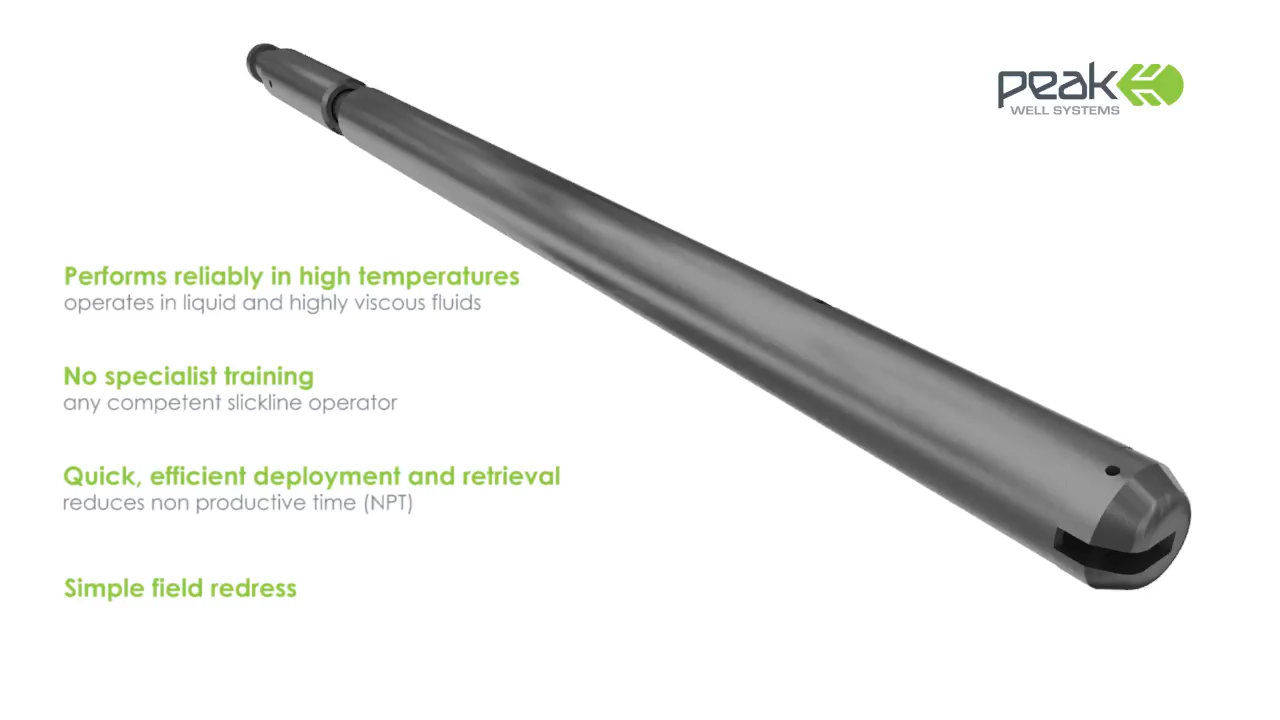 peak
WELL SYSTEMS
Performs reliably in high temperatures
operates in liquid and highly viscous fluids
No specialist training
any competent slickline operator
Quick, efficient deployment and retrieval
reduces non productive time (NPT)
Simple field redress